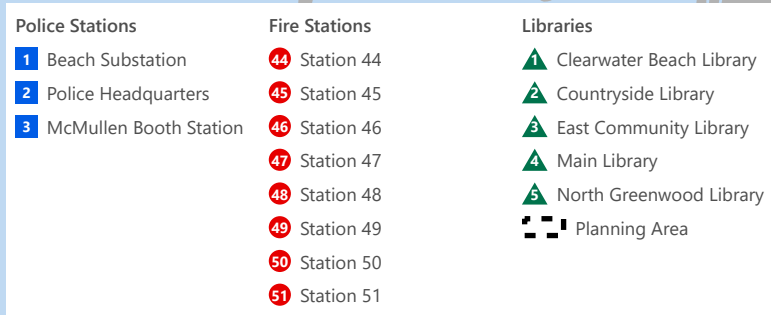 Police Stations
1 Beach Substation
2 Police Headquarters
3 McMullen Booth Station
Fire Stations
44 Station 44
45 Station 45
46 Station 46
47 Station 47
48 Station 48
49 Station 49
50 Station 50
51 Station 51
Libraries
1 Clearwater Beach Library
2 Countryside Library
3 East Community Library
4 Main Library
5 North Greenwood Library
Planning Area